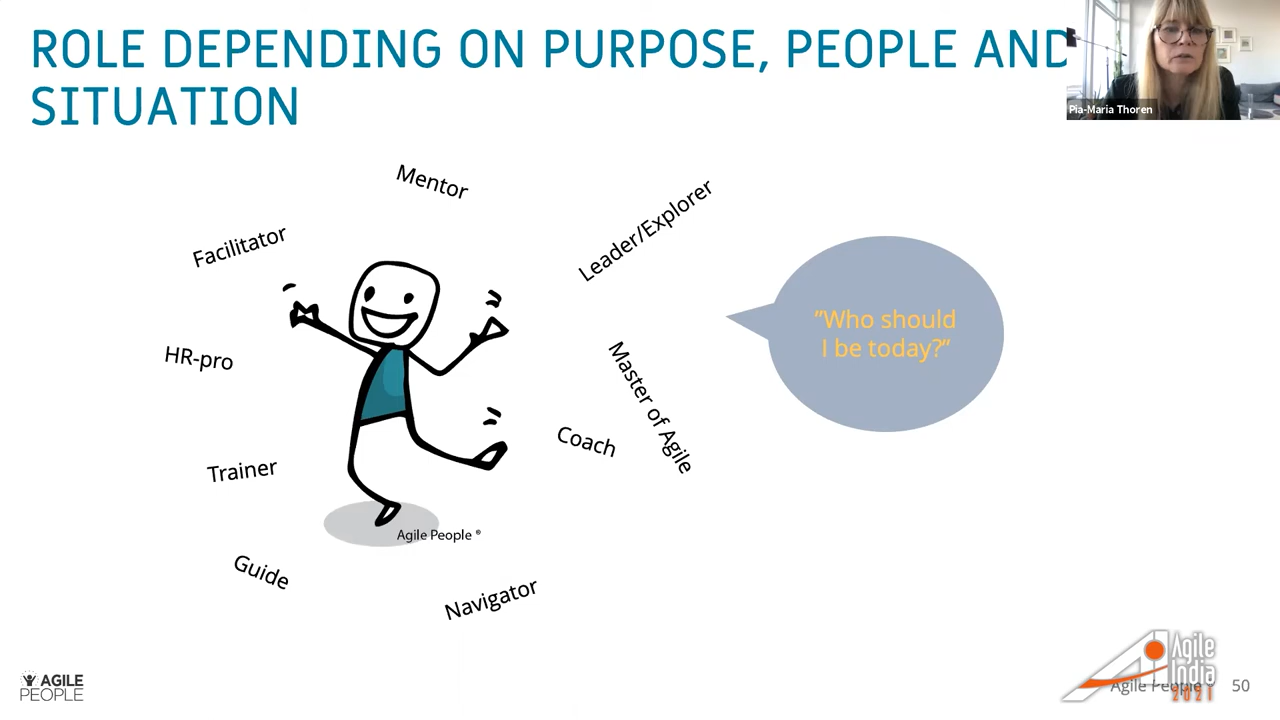 ROLE DEPENDING ON PURPOSE, PEOPLE AND
SITUATION
Pia-Maria Thoren
Mentor
Leader/Explorer
Facilitator
”Who should
I be today?”
HR-pro
Master of Agile
Coach
Trainer
Agile People ®
Guide
Navigator
AGILE
PEOPLE
Agile
India
2021
Agile People
50